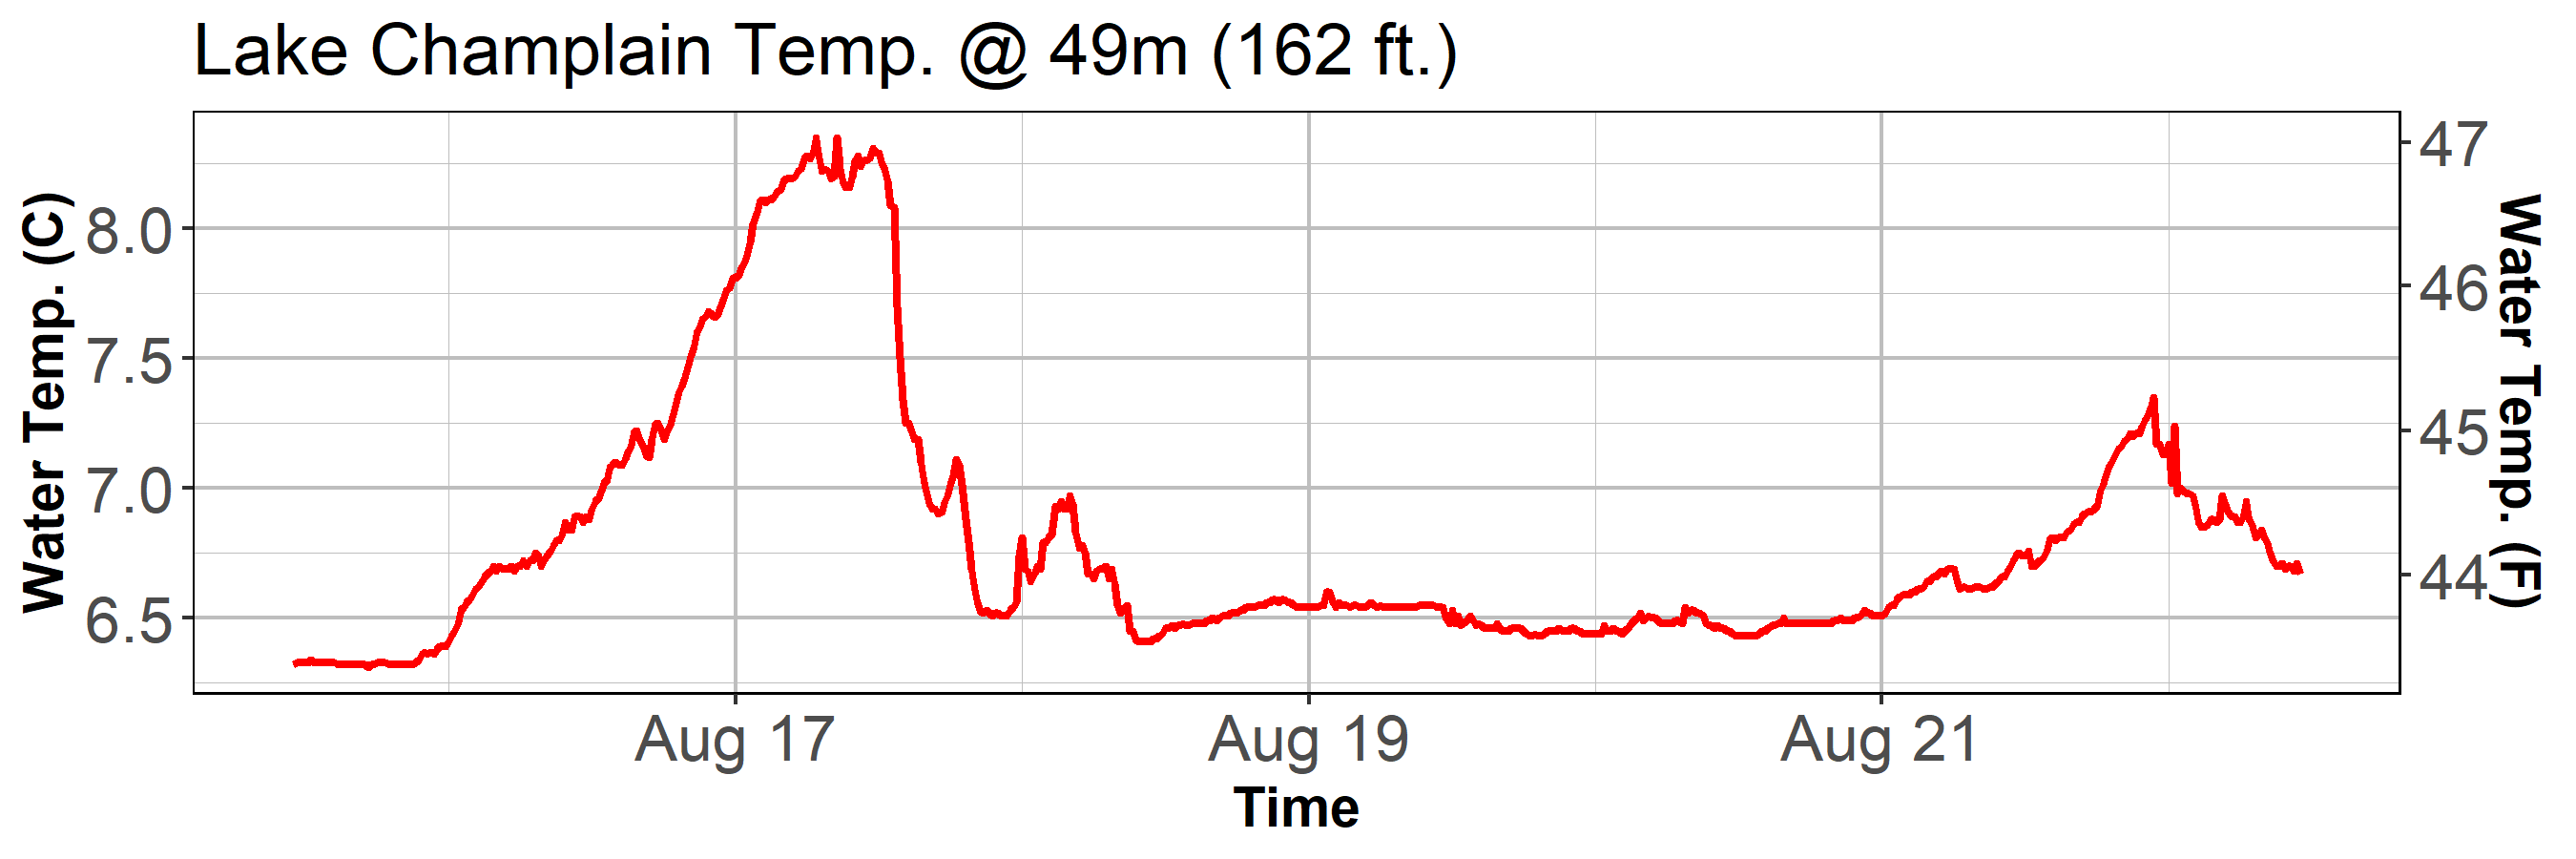 Lake Champlain Temp. @ 49m (162 ft.)
Water Temp. (C)
8.0
7.5
7.0
6.5
47
46
45
44
Water Temp. (F)
Aug 17 Aug 19 Aug 21
Time